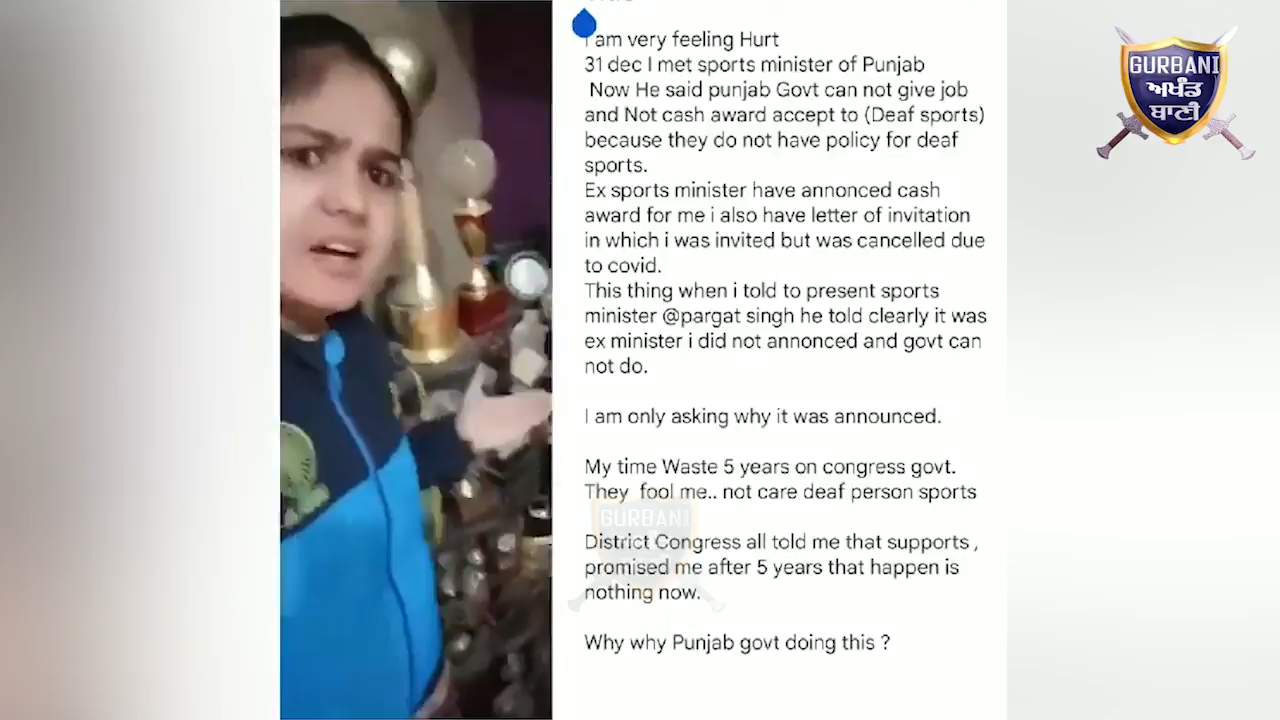 I am very feeling Hurt
31 dec I met sports minister of Punjab
Now He said punjab Govt can not give job
and Not cash award accept to (Deaf sports)
because they do not have policy for deaf
sports.
Ex sports minister have annonced cash
award for me i also have letter of invitation
in which i was invited but was cancelled due
to covid.
This thing when i told to present sports
minister @pargat singh he told clearly it was
ex minister i did not annonced and govt can
not do.
I am only asking why it was announced.
My time Waste 5 years on congress govt.
They fool me.. not care deaf person sports
District Congress all told me that supports ,
promised me after 5 years that happen is
nothing now.
Why why Punjab govt doing this ?
GURBANI
ਅਖੰਡ
ਬਾਣੀ
GURBANI